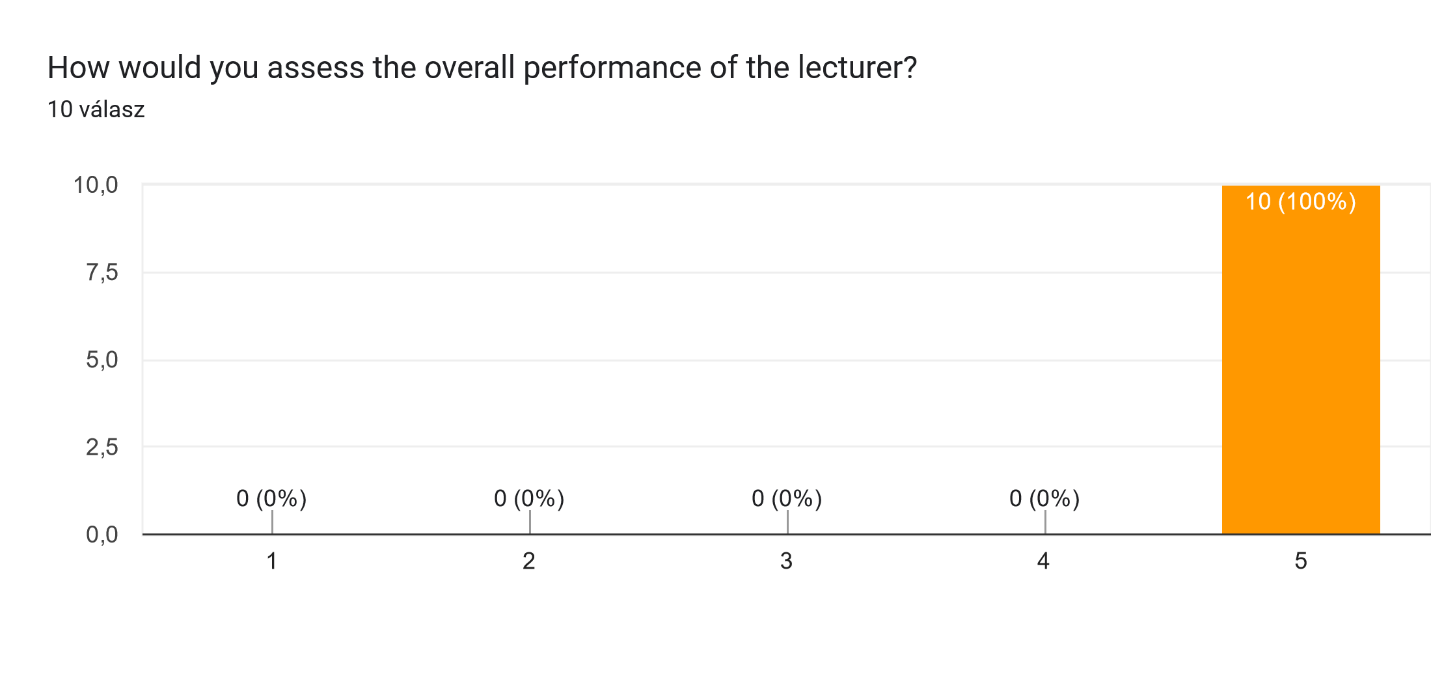 How would you assess the overall performance of the lecturer?
10 válasz
10,0
10 (100%)
7,5
5,0
2,5
0 (0%) 0 (0%) 0 (0%) 0 (0%)
0,0
1 2 3 4 5